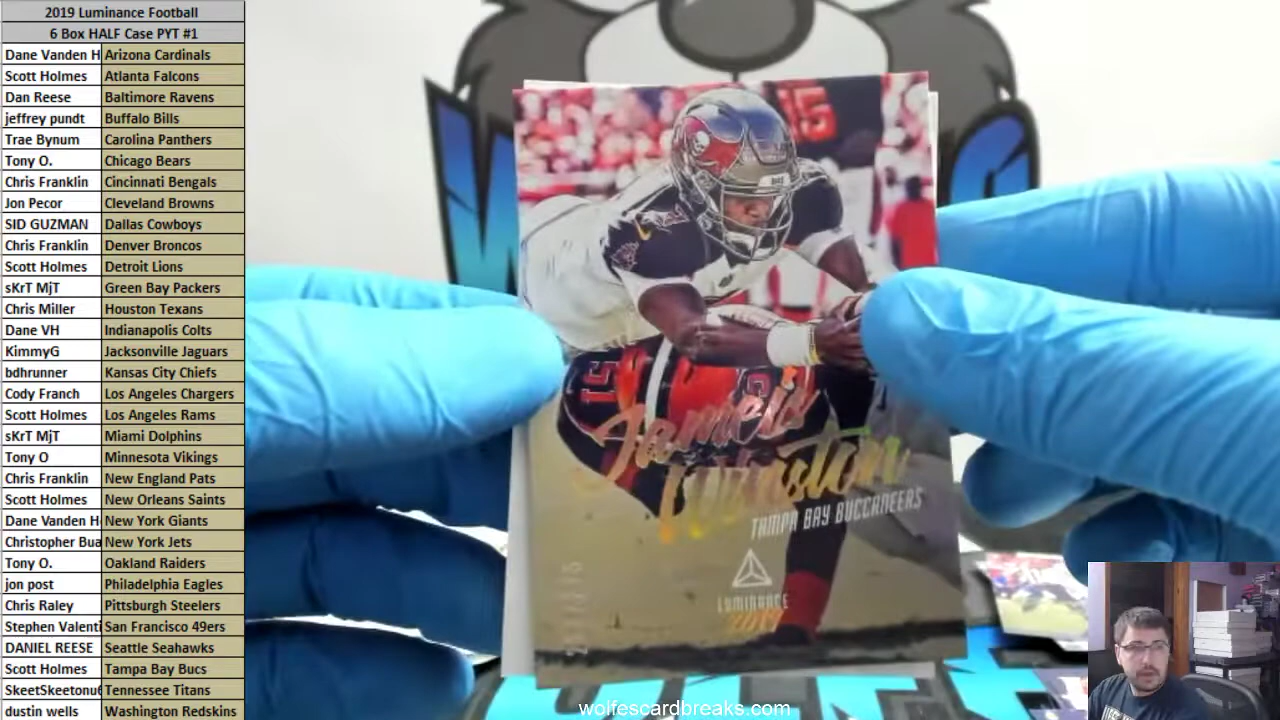 2019 Luminance Football
6 Box HALF Case PYT #1
Dane Vanden H Arizona Cardinals
Scott Holmes Atlanta Falcons
Dan Reese Baltimore Ravens
jeffrey pundt Buffalo Bills
Trae Bynum Carolina Panthers
Tony O. Chicago Bears
Chris Franklin Cincinnati Bengals
Jon Pecor Cleveland Browns
SID GUZMAN Dallas Cowboys
Chris Franklin Denver Broncos
Scott Holmes Detroit Lions
sKrT MjT Green Bay Packers
Chris Miller Houston Texans
Dane VH Indianapolis Colts
KimmyG Jacksonville Jaguars
bdhrunner Kansas City Chiefs
Cody Franch Los Angeles Chargers
Scott Holmes Los Angeles Rams
sKrT MjT Miami Dolphins
Tony O Minnesota Vikings
Chris Franklin New England Pats
Scott Holmes New Orleans Saints
Dane Vanden H New York Giants
Christopher Bua New York Jets
Tony O. Oakland Raiders
jon post Philadelphia Eagles
Chris Raley Pittsburgh Steelers
Stephen Valenti San Francisco 49ers
DANIEL REESE Seattle Seahawks
Scott Holmes Tampa Bay Bucs
SkeetSkeetonu Tennessee Titans
dustin wells Washington Redskins
15
51
Jameis
Winston
TAMPA BAY BUCCANEERS
LUMINANCE
2019
wolfescardbreaks.com